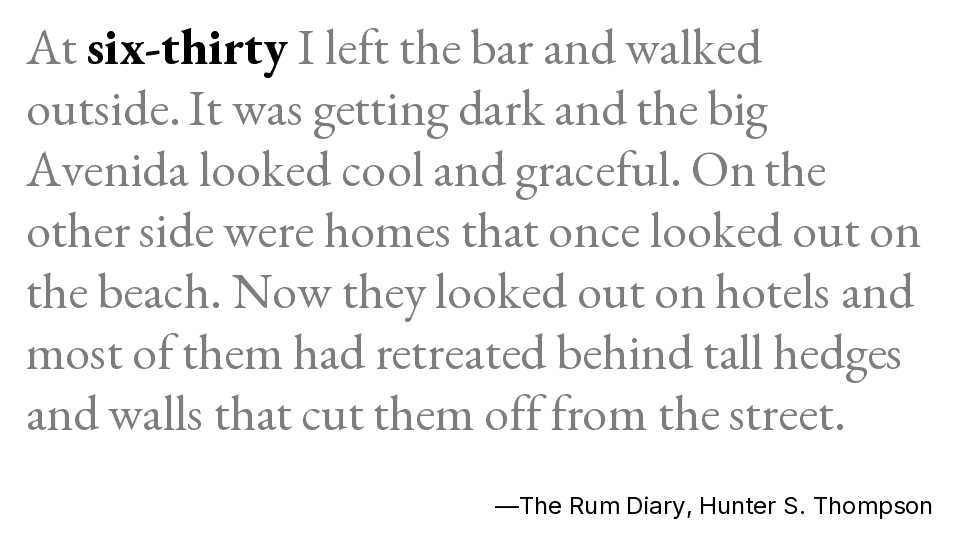 At six-thirty I left the bar and walked
outside. It was getting dark and the big
Avenida looked cool and graceful. On the
other side were homes that once looked out on
the beach. Now they looked out on hotels and
most of them had retreated behind tall hedges
and walls that cut them off from the street.
—The Rum Diary, Hunter S. Thompson